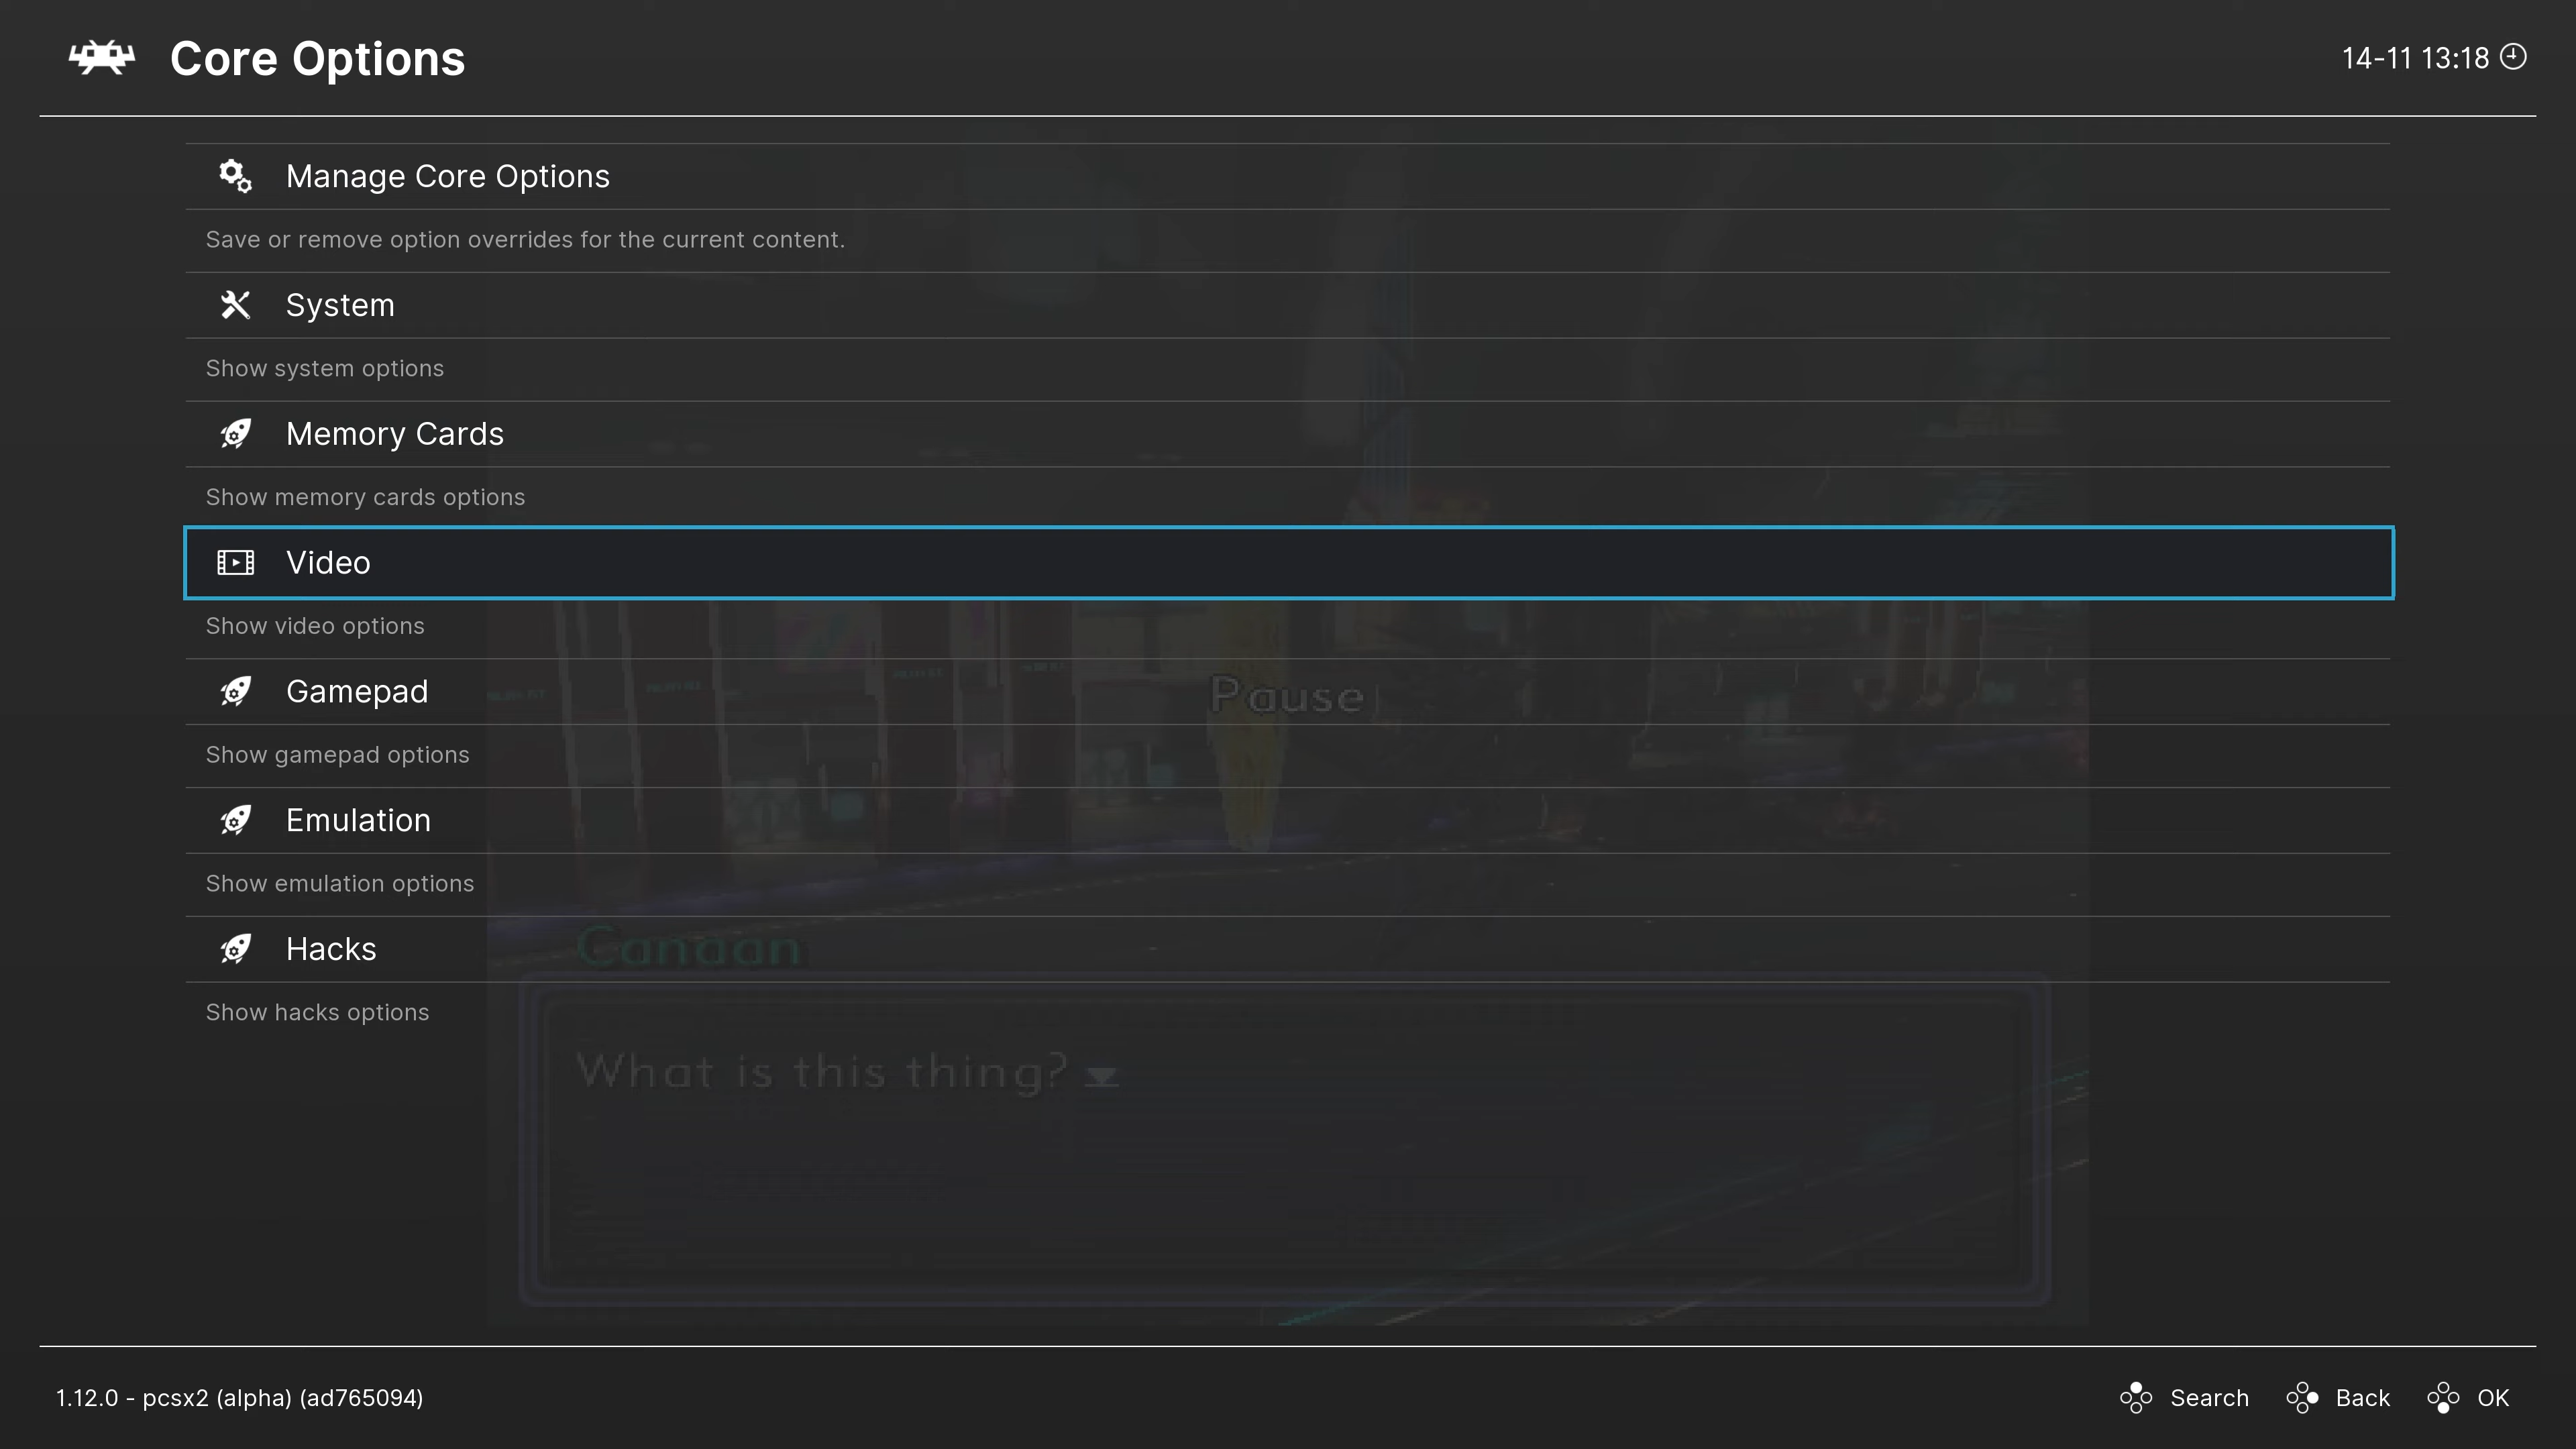 Core Options
14-11 13:18
Manage Core Options
Save or remove option overrides for the current content.
System
Show system options
Memory Cards
Show memory cards options
Video
Show video options
Gamepad
Pause
Show gamepad options
Emulation
Show emulation options
Hacks
Canaan
Show hacks options
What is this thing?
1.12.0 - pcsx2 (alpha) (ad765094)
Search Back OK